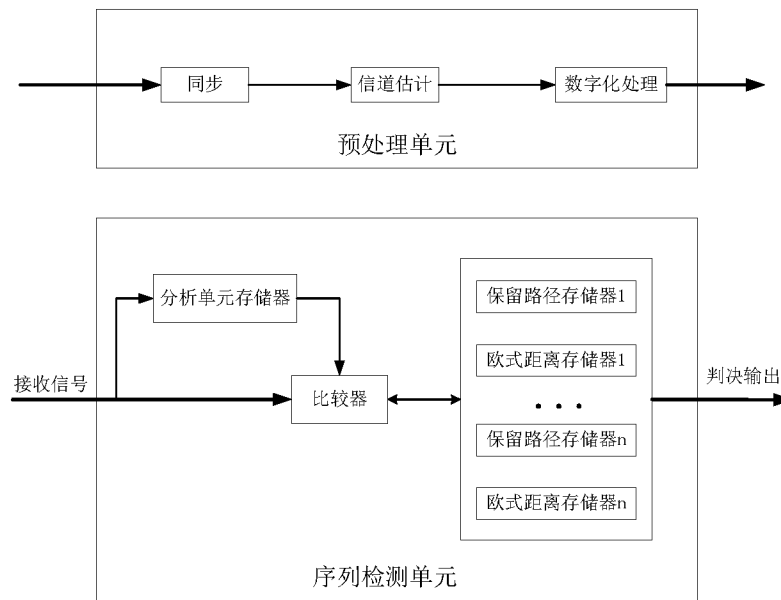 同步
信道估计
数字化处理
预处理单元
分析单元存储器
保留路径存储器1
欧式距离存储器1
接收信号
比较器
判决输出
保留路径存储器n
欧式距离存储器n
序列检测单元